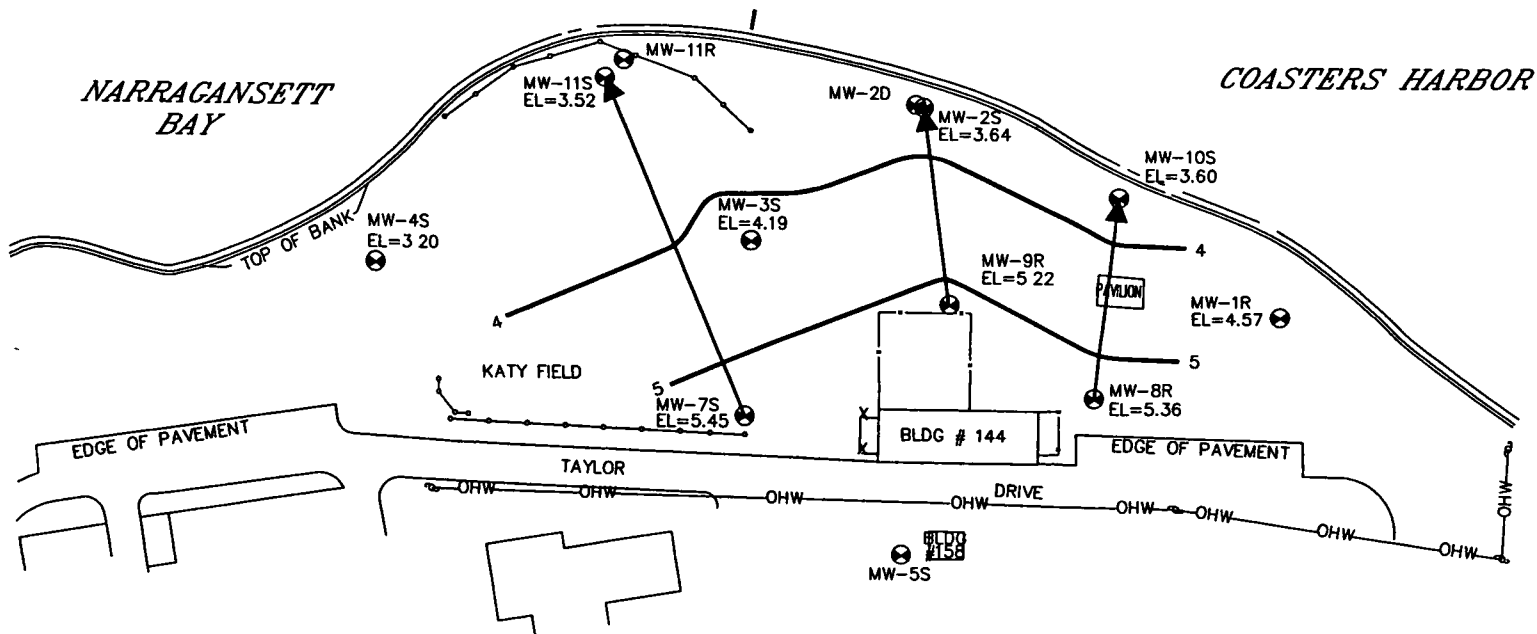 NARRAGANSETT
BAY
COASTERS HARBOR
MW-11R
MW-11S
EL=3.52
MW-2D
MW-2S
EL=3.64
MW-10S
EL=3.60
TOP OF BANK
MW-4S
EL=3 20
MW-3S
EL=4.19
4
MW-9R
EL=5 22
PAVILION
MW-1R
EL=4.57
4
5
KATY FIELD
5
MW-7S
EL=5.45
MW-8R
EL=5.36
EDGE OF PAVEMENT
BLDG # 144
X
X
EDGE OF PAVEMENT
TAYLOR
DRIVE
OHW
OHW
OHW
OHW
OHW
OHW
OHW
OHW
OHW
BLDG
#158
MW-5S